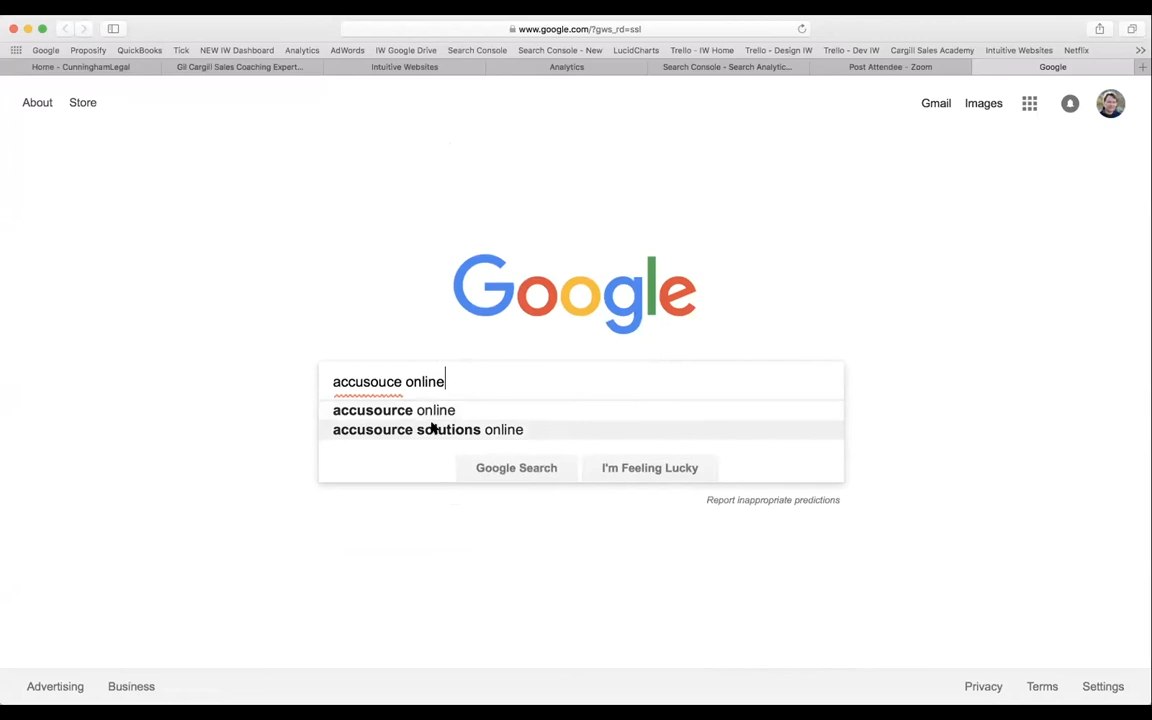 www.google.com/?gws_rd=ssl
Google Proposify QuickBooks Tick NEW IW Dashboard Analytics AdWords IW Google Drive Search Console Search Console - New LucidCharts Trello - IW Home Trello - Design IW Trello - Dev IW Cargill Sales Academy Intuitive Websites Netflix >>
Home - CunninghamLegal Gil Cargill Sales Coaching Expert... Intuitive Websites Analytics Search Console - Search Analytic... Post Attendee - Zoom Google +
About Store Gmail Images
Google
accusouce online
accusource online
accusource solutions online
Google Search I'm Feeling Lucky
Report inappropriate predictions
Advertising Business Privacy Terms Settings